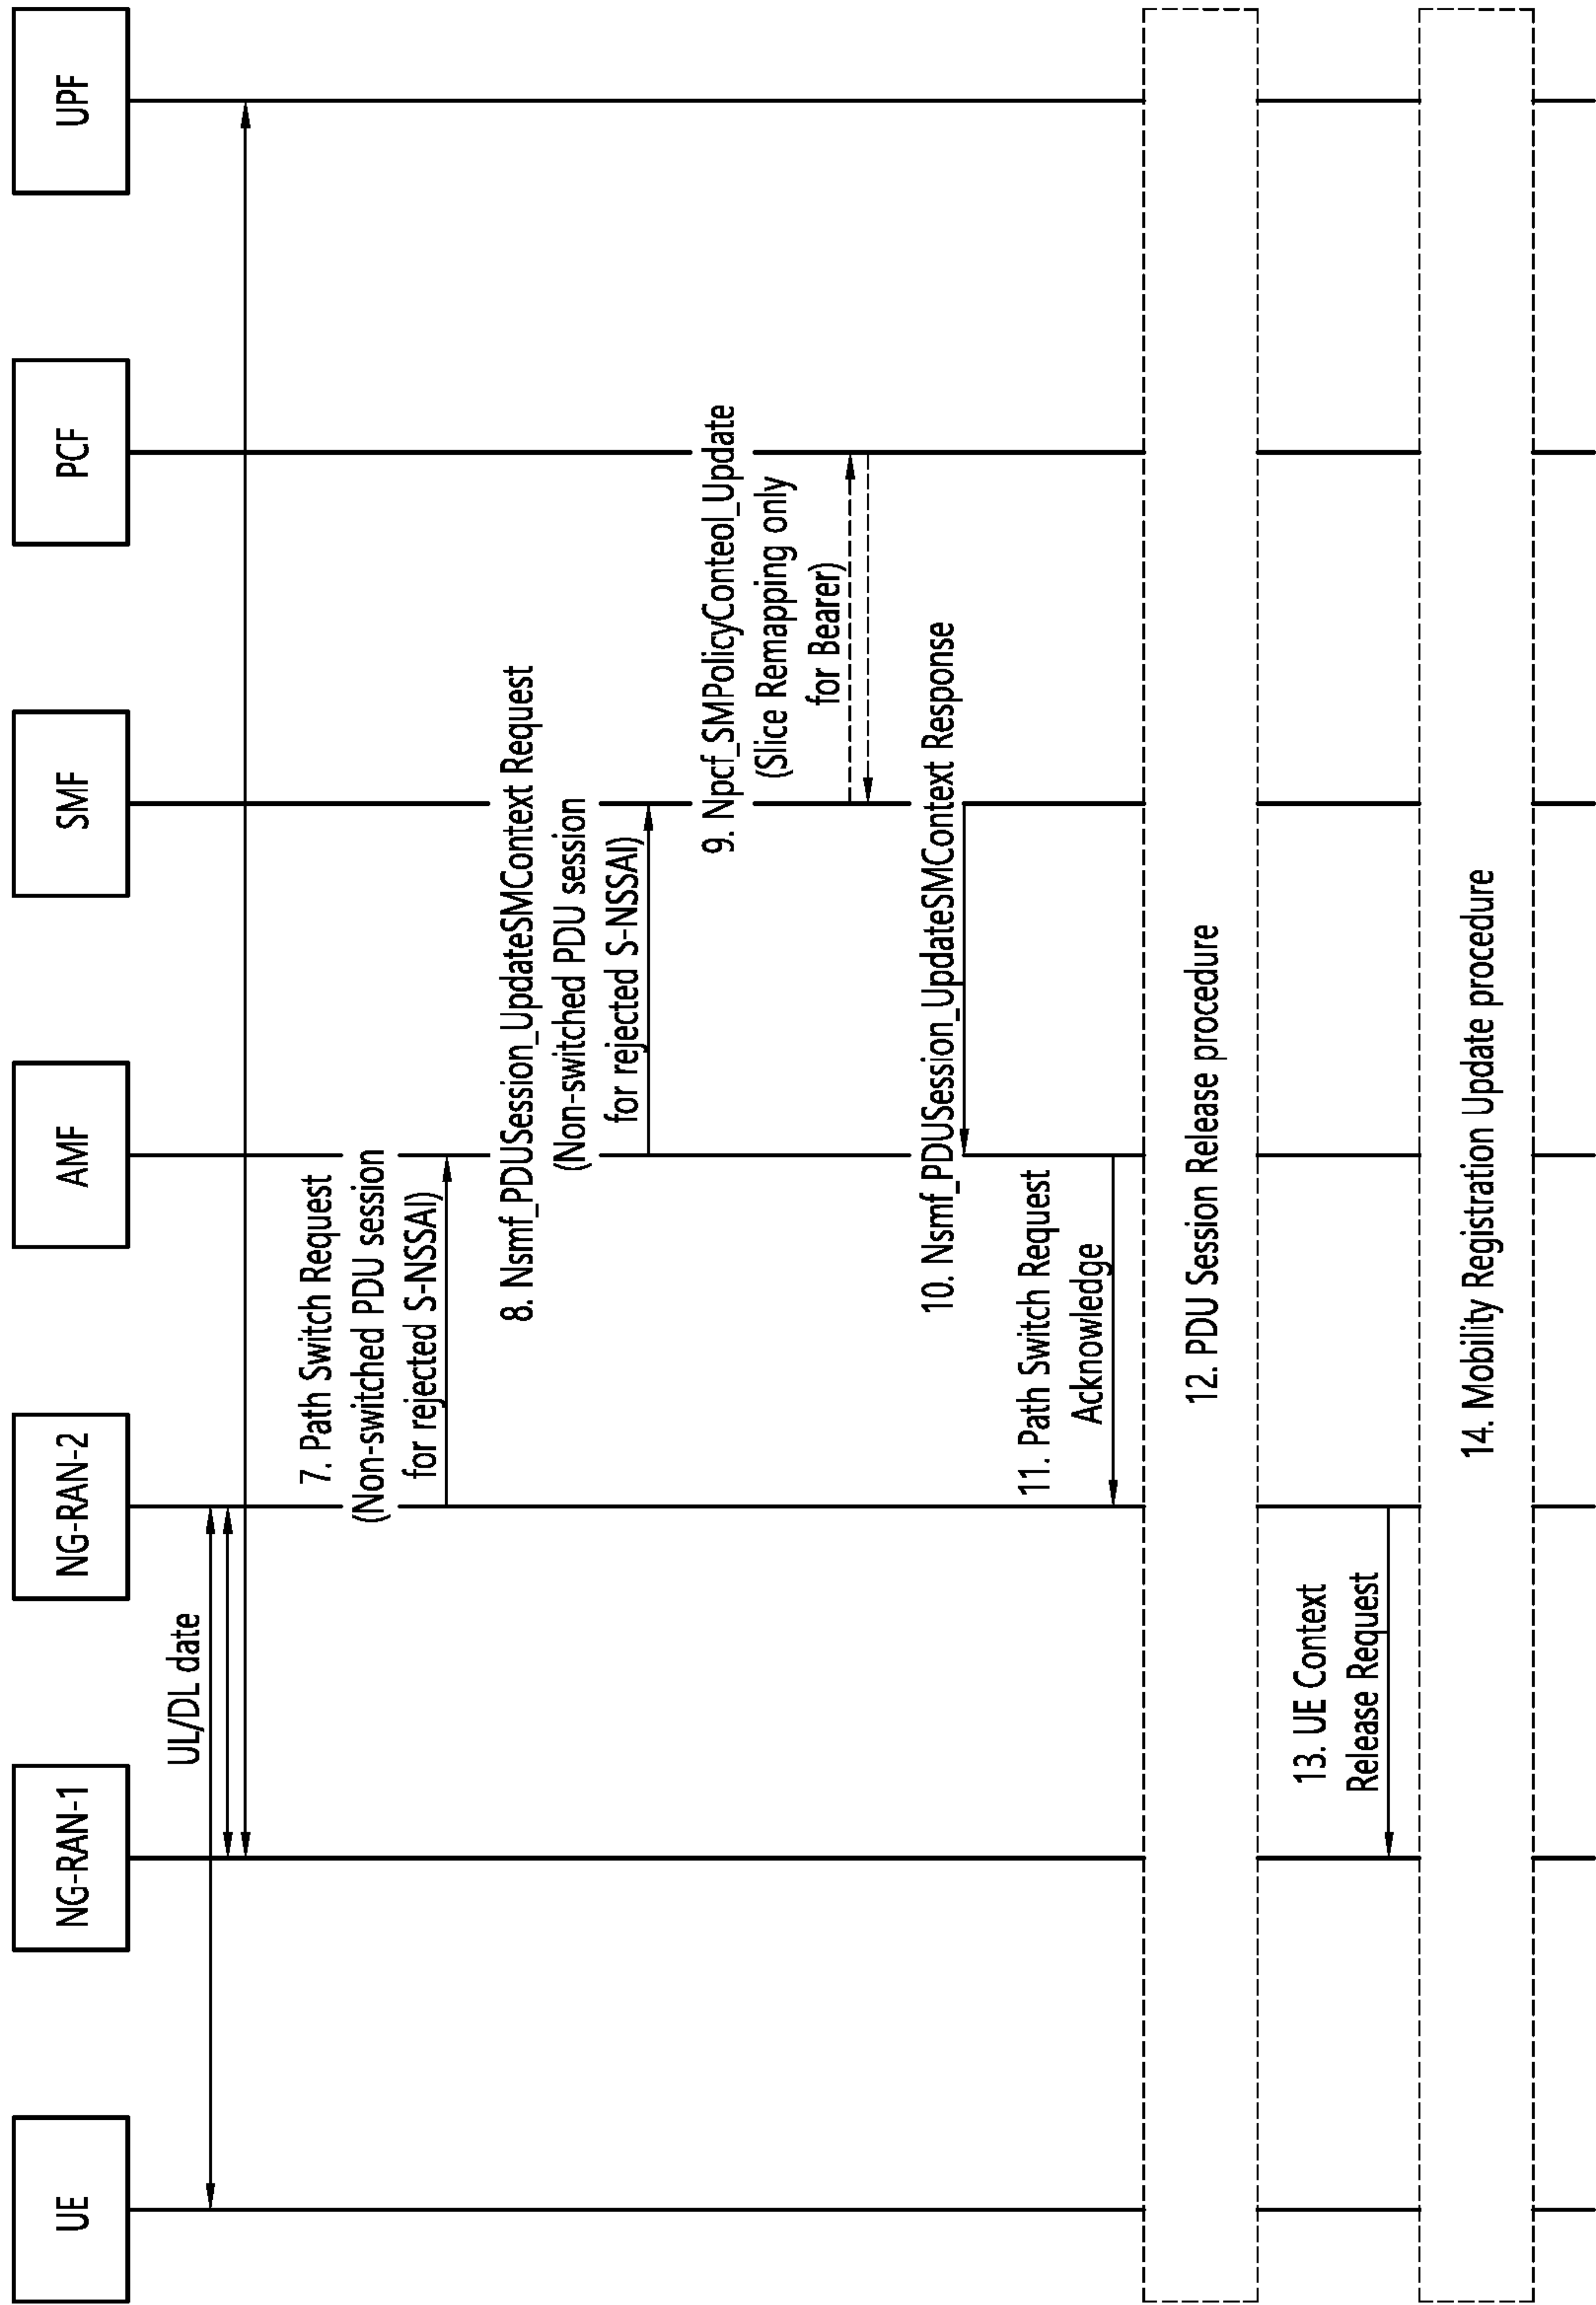 UE
NG-RAN-1
NG-RAN-2
AMF
SMF
PCF
UPF
UL/DL date
7. Path Switch Request
(Non-switched PDU session
for rejected S-NSSAI)
8. Nsmf_PDUSession_UpdateSMContext Request
(Non-switched PDU session
for rejected S-NSSAI)
9. Npcf_SMPolicyConteol_Update
(Slice Remapping only
for Bearer)
10. Nsmf_PDUSession_UpdateSMContext Response
11. Path Switch Request
Acknowledge
12. PDU Session Release procedure
13. UE Context
Release Request
14. Mobility Registration Update procedure